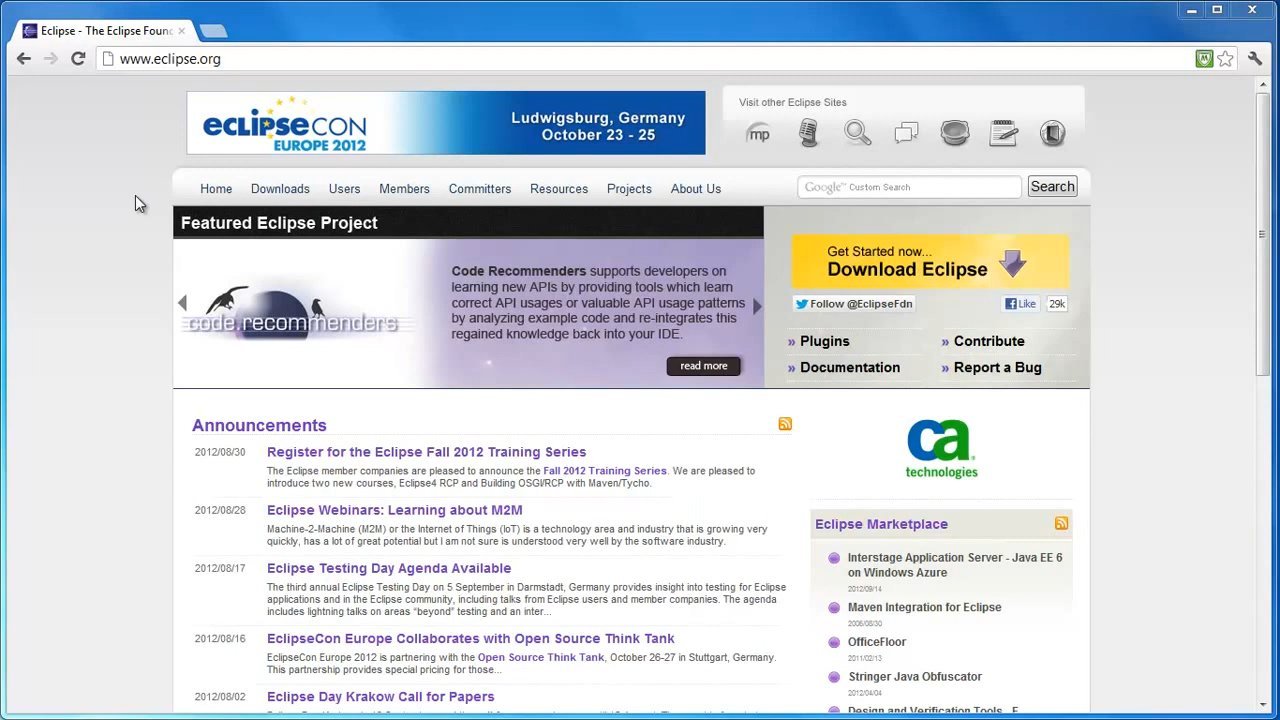 Eclipse - The Eclipse Found
www.eclipse.org
eclipsecon
EUROPE 2012
Ludwigsburg, Germany
October 23 - 25
Visit other Eclipse Sites
mp
Home Downloads Users Members Committers Resources Projects About Us
Google™ Custom Search
Search
Featured Eclipse Project
code.recommenders
Code Recommenders supports developers on
learning new APIs by providing tools which learn
correct API usages or valuable API usage patterns
by analyzing example code and re-integrates this
regained knowledge back into your IDE.
read more
Get Started now...
Download Eclipse
Follow @EclipseFdn
Like 29k
» Plugins
» Contribute
» Documentation
» Report a Bug
Announcements
2012/08/30 Register for the Eclipse Fall 2012 Training Series
The Eclipse member companies are pleased to announce the Fall 2012 Training Series. We are pleased to
introduce two new courses, Eclipse4 RCP and Building OSGi/RCP with Maven/Tycho.
2012/08/28 Eclipse Webinars: Learning about M2M
Machine-2-Machine (M2M) or the Internet of Things (IoT) is a technology area and industry that is growing very
quickly, has a lot of great potential but I am not sure is understood very well by the software industry.
2012/08/17 Eclipse Testing Day Agenda Available
The third annual Eclipse Testing Day on 5 September in Darmstadt, Germany provides insight into testing for Eclipse
applications and in the Eclipse community, including talks from Eclipse users and member companies. The agenda
includes lightning talks on areas “beyond” testing and an inter...
2012/08/16 EclipseCon Europe Collaborates with Open Source Think Tank
EclipseCon Europe 2012 is partnering with the Open Source Think Tank, October 26-27 in Stuttgart, Germany.
This partnership provides special pricing for those...
2012/08/02 Eclipse Day Krakow Call for Papers
ca
technologies
Eclipse Marketplace
Interstage Application Server - Java EE 6
on Windows Azure
2012/09/14
Maven Integration for Eclipse
2006/08/30
OfficeFloor
2011/02/13
Stringer Java Obfuscator
2012/04/04
Design and Verification Tools - E